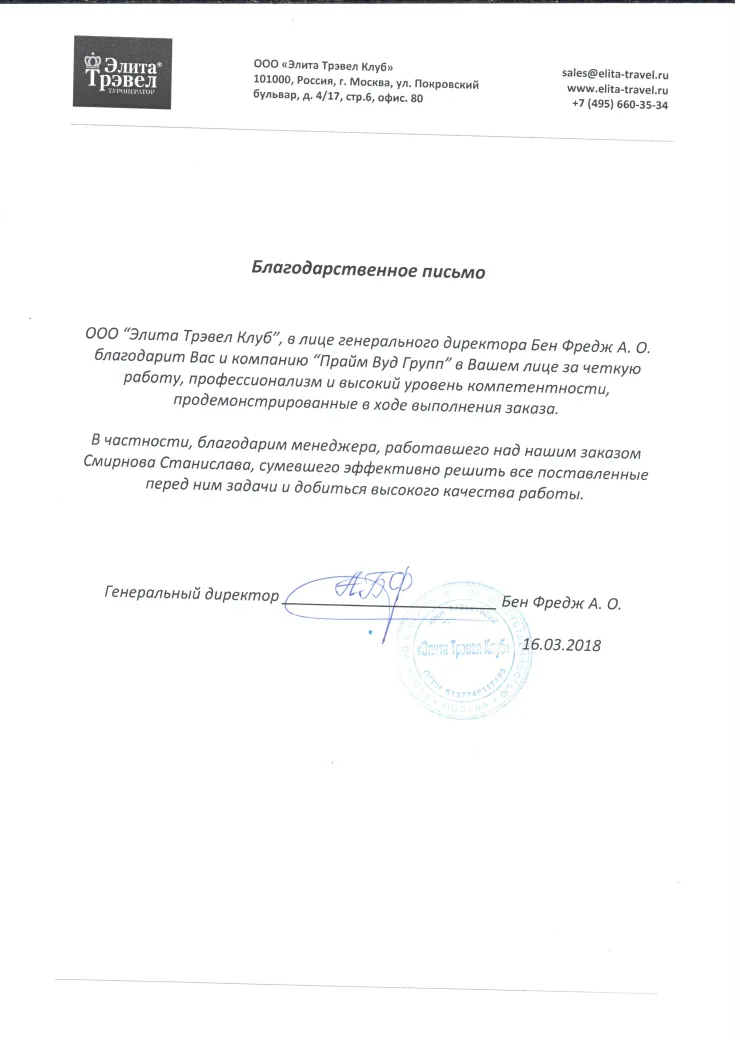 Элита®
Трэвел
ТУРОПЕРАТОР
ООО «Элита Трэвел Клуб»
101000, Россия, г. Москва, ул. Покровский
бульвар, д. 4/17, стр.6, офис. 80
sales@elita-travel.ru
www.elita-travel.ru
+7 (495) 660-35-34
Благодарственное письмо
ООО “Элита Трэвел Клуб”, в лице генерального директора Бен Фредж А. О.
благодарит Вас и компанию “Прайм Вуд Групп” в Вашем лице за четкую
работу, профессионализм и высокий уровень компетентности,
продемонстрированные в ходе выполнения заказа.
В частности, благодарим менеджера, работавшего над нашим заказом
Смирнова Станислава, сумевшего эффективно решить все поставленные
перед ним задачи и добиться высокого качества работы.
Генеральный директор
АБФ
Бен Фредж А. О.
16.03.2018
«Элита Трэвел Клуб»
ОГРН
МОСКВА